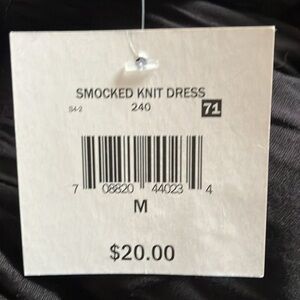 SMOCKED KNIT DRESS
S4-2 240 71
7 08820 44023 4
M
$20.00